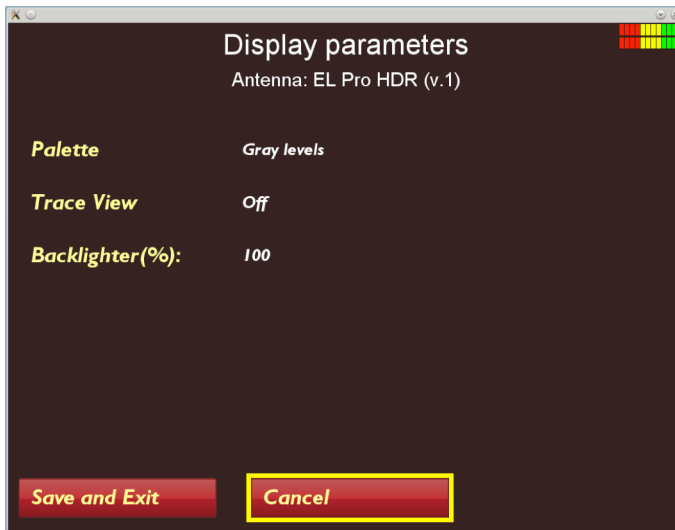 Display parameters
Antenna: EL Pro HDR (v.1)
Palette Gray levels
Trace View Off
Backlighter(%): 100
Save and Exit Cancel